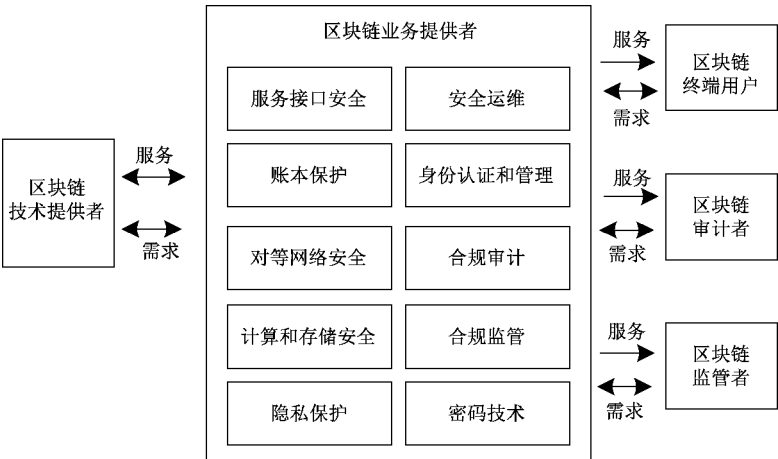 区块链业务提供者
服务接口安全
安全运维
账本保护
身份认证和管理
对等网络安全
合规审计
计算和存储安全
合规监管
隐私保护
密码技术
区块链
技术提供者
服务
需求
服务
需求
区块链
终端用户
服务
需求
区块链
审计者
服务
需求
区块链
监管者